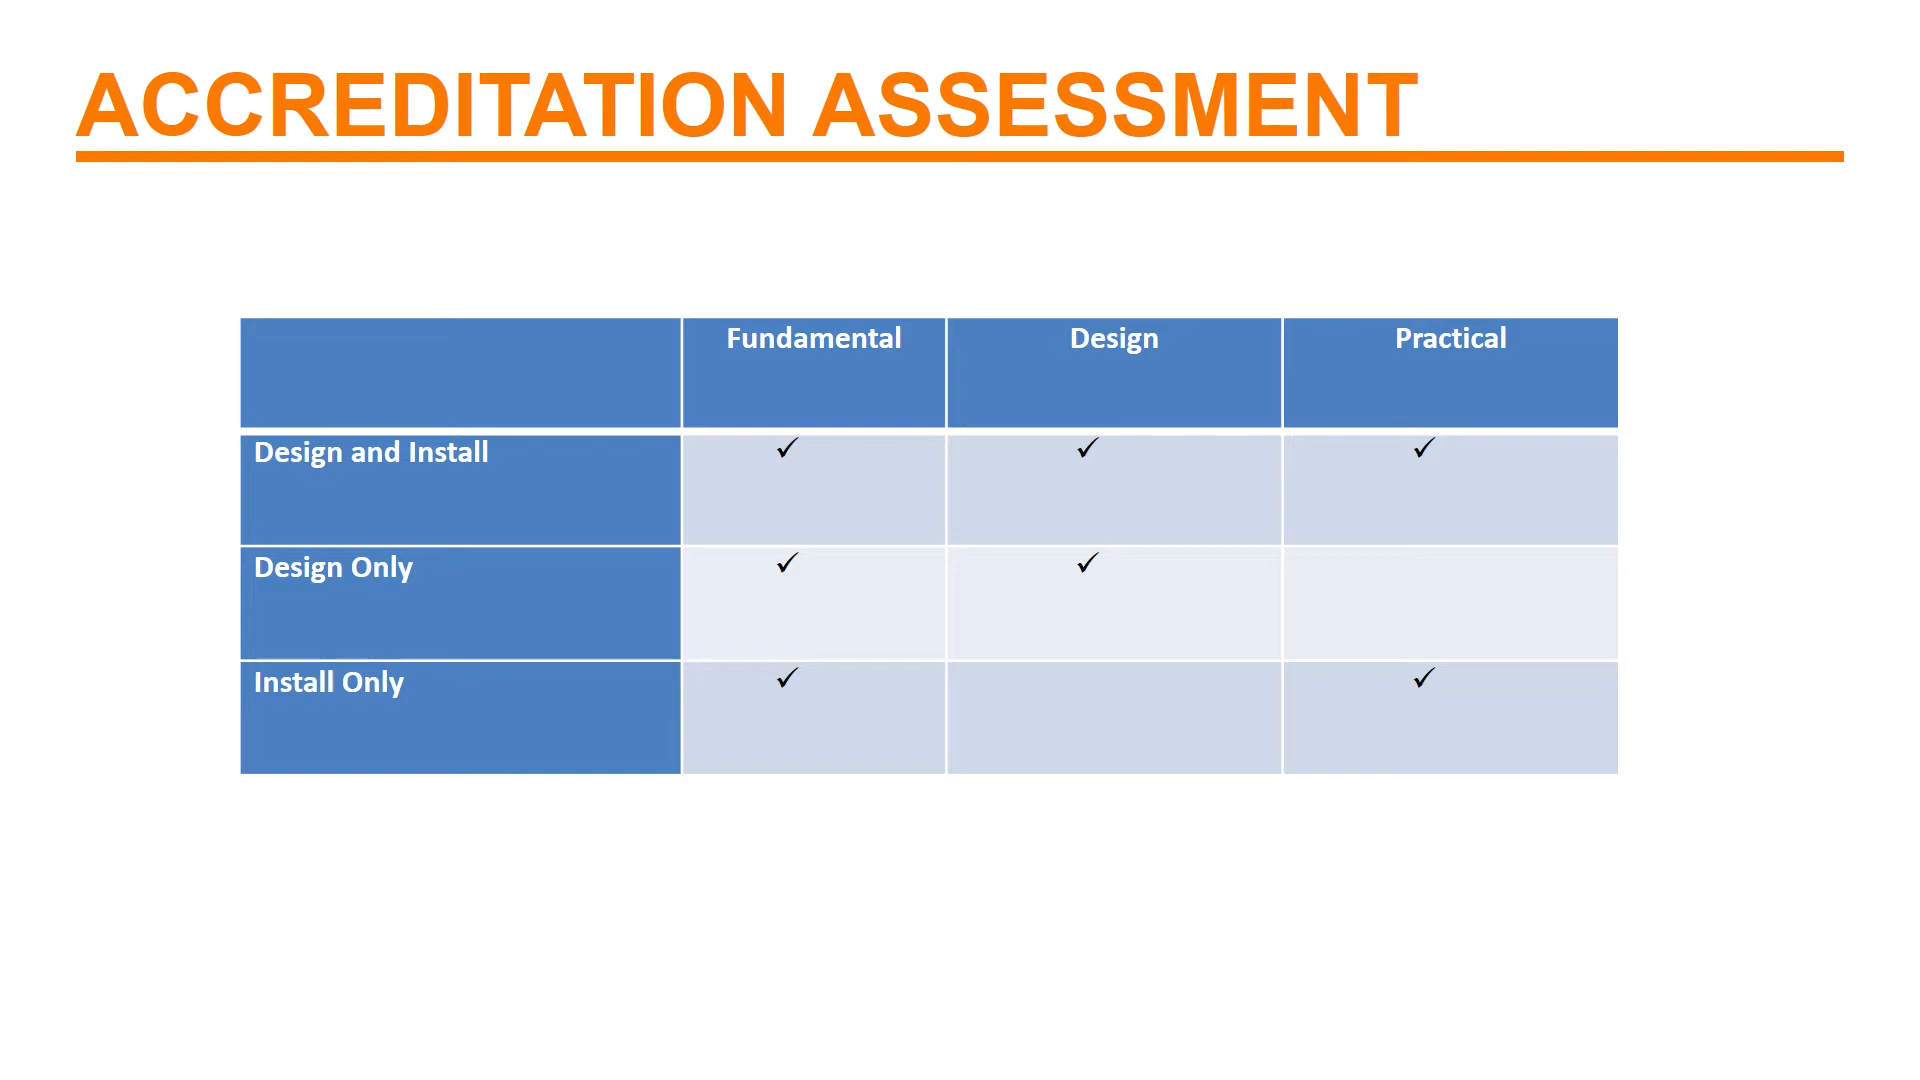 ACCREDITATION ASSESSMENT
Fundamental Design Practical
Design and Install ✓ ✓ ✓
Design Only ✓ ✓
Install Only ✓ ✓